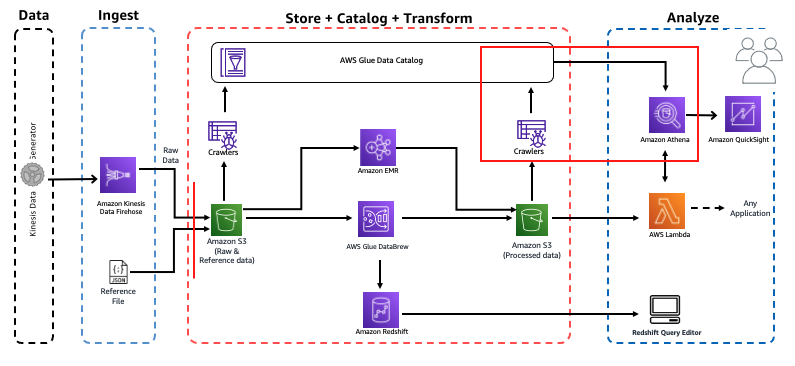 Data
Ingest
Store + Catalog + Transform
Analyze
Kinesis Data Generator
Raw
Data
Amazon Kinesis
Data Firehose
{:}
JSON
Reference
File
AWS Glue Data Catalog
Crawlers
Crawlers
Amazon EMR
Amazon S3
(Raw &
Reference data)
AWS Glue DataBrew
Amazon S3
(Processed data)
Amazon Redshift
Amazon Athena
Amazon QuickSight
AWS Lambda
Any
Application
Redshift Query Editor